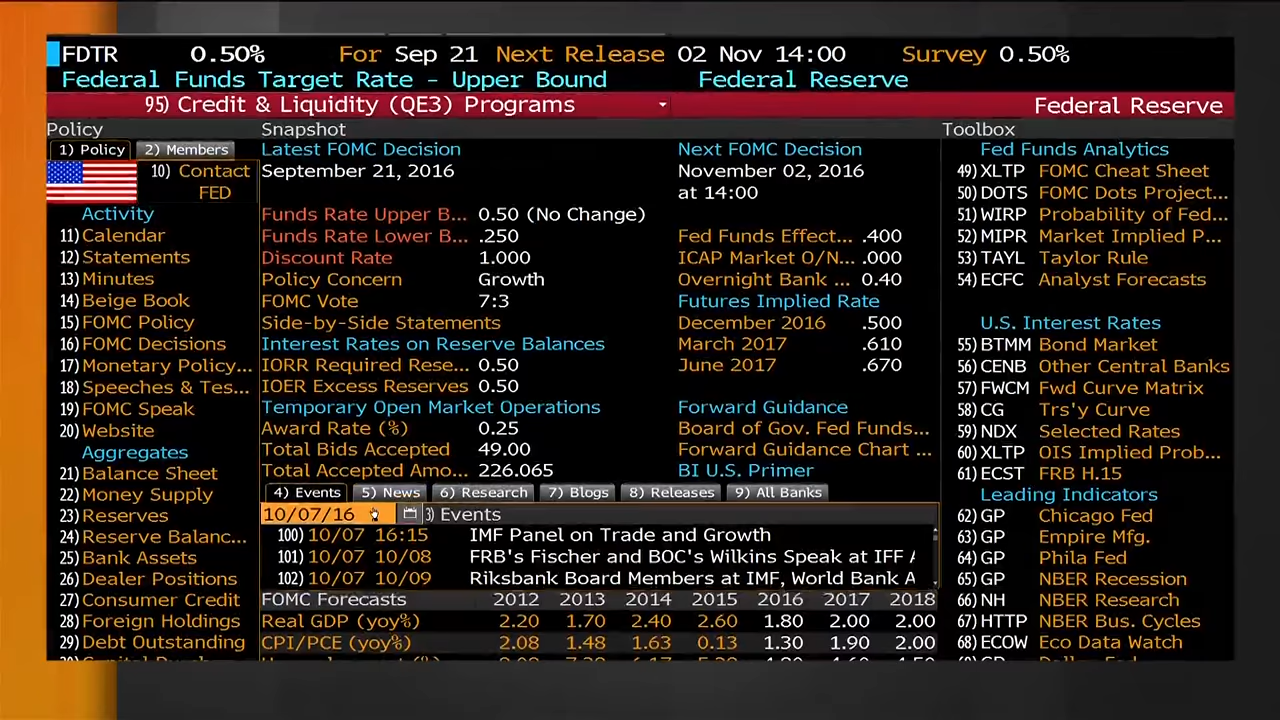 FDTR 0.50% For Sep 21 Next Release 02 Nov 14:00 Survey 0.50%
Federal Funds Target Rate - Upper Bound Federal Reserve
95) Credit & Liquidity (QE3) Programs Federal Reserve
Policy Snapshot Toolbox
1) Policy 2) Members Latest FOMC Decision Next FOMC Decision Fed Funds Analytics
10) Contact September 21, 2016 November 02, 2016 49) XLTP FOMC Cheat Sheet
FED at 14:00 50) DOTS FOMC Dots Project...
Activity Funds Rate Upper B... 0.50 (No Change) 51) WIRP Probability of Fed...
11) Calendar Funds Rate Lower B... .250 Fed Funds Effect... .400 52) MIPR Market Implied P...
12) Statements Discount Rate 1.000 ICAP Market O/N... .000 53) TAYL Taylor Rule
13) Minutes Policy Concern Growth Overnight Bank ... 0.40 54) ECFC Analyst Forecasts
14) Beige Book FOMC Vote 7:3 Futures Implied Rate
15) FOMC Policy Side-by-Side Statements December 2016 .500 U.S. Interest Rates
16) FOMC Decisions Interest Rates on Reserve Balances March 2017 .610 55) BTMM Bond Market
17) Monetary Policy... IORR Required Rese... 0.50 June 2017 .670 56) CENB Other Central Banks
18) Speeches & Tes... IOER Excess Reserves 0.50 57) FWCM Fwd Curve Matrix
19) FOMC Speak Temporary Open Market Operations Forward Guidance 58) CG Trs'y Curve
20) Website Award Rate (%) 0.25 Board of Gov. Fed Funds... 59) NDX Selected Rates
Aggregates Total Bids Accepted 49.00 Forward Guidance Chart ... 60) XLTP OIS Implied Prob...
21) Balance Sheet Total Accepted Amo... 226.065 BI U.S. Primer 61) ECST FRB H.15
22) Money Supply 4) Events 5) News 6) Research 7) Blogs 8) Releases 9) All Banks Leading Indicators
23) Reserves 10/07/16 3) Events 62) GP Chicago Fed
24) Reserve Balanc... 100) 10/07 16:15 IMF Panel on Trade and Growth 63) GP Empire Mfg.
25) Bank Assets 101) 10/07 10/08 FRB's Fischer and BOC's Wilkins Speak at IFF 64) GP Phila Fed
26) Dealer Positions 102) 10/07 10/09 Riksbank Board Members at IMF, World Bank A 65) GP NBER Recession
27) Consumer Credit FOMC Forecasts 2012 2013 2014 2015 2016 2017 2018 66) NH NBER Research
28) Foreign Holdings Real GDP (yoy%) 2.20 1.70 2.40 2.60 1.80 2.00 2.00 67) HTTP NBER Bus. Cycles
29) Debt Outstanding CPI/PCE (yoy%) 2.08 1.48 1.63 0.13 1.30 1.90 2.00 68) ECOW Eco Data Watch